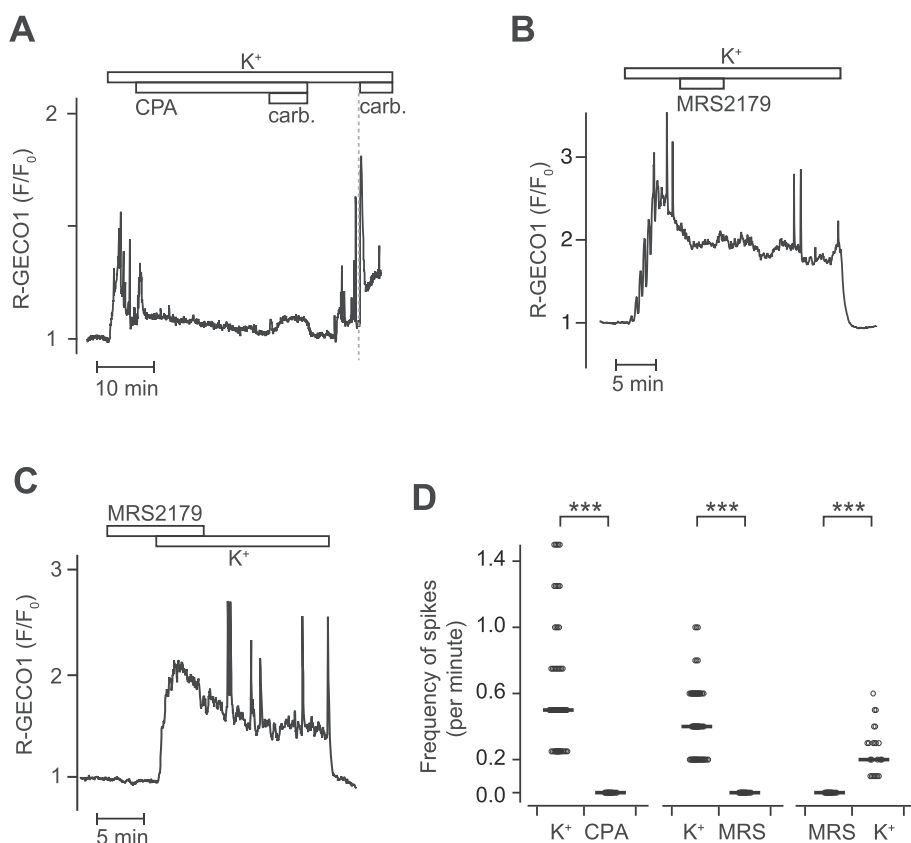 A
K⁺
CPA
carb.
carb.
2
1
R-GECO1 (F/F₀)
10 min
B
K⁺
MRS2179
3
2
1
R-GECO1 (F/F₀)
5 min
C
MRS2179
K⁺
3
2
1
R-GECO1 (F/F₀)
5 min
D
*** *** ***
1.4
1.0
0.6
0.2
0.0
Frequency of spikes
(per minute)
K⁺ CPA K⁺ MRS MRS K⁺